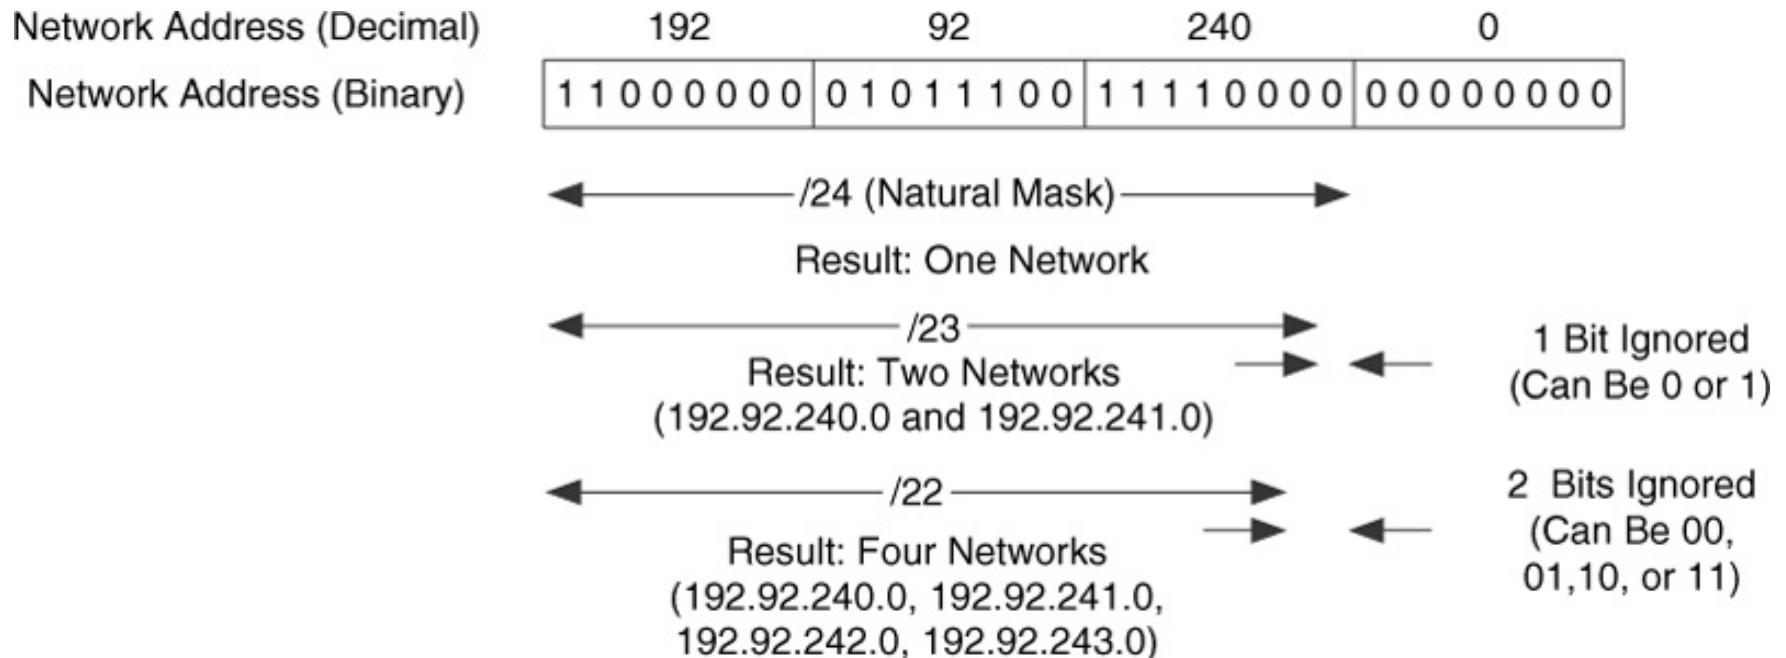 Network Address (Decimal) 192 92 240 0
Network Address (Binary) 1 1 0 0 0 0 0 0 0 1 0 1 1 1 0 0 1 1 1 1 0 0 0 0 0 0 0 0 0 0 0 0
/24 (Natural Mask)
Result: One Network
/23
Result: Two Networks
(192.92.240.0 and 192.92.241.0)
1 Bit Ignored
(Can Be 0 or 1)
/22
Result: Four Networks
(192.92.240.0, 192.92.241.0,
192.92.242.0, 192.92.243.0)
2 Bits Ignored
(Can Be 00,
01,10, or 11)